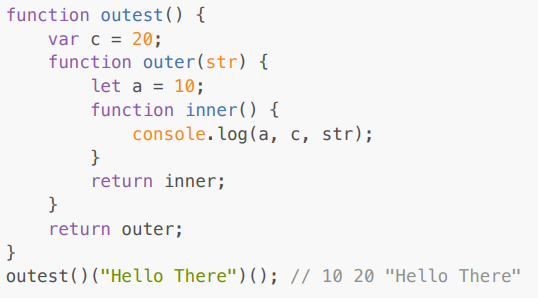 function outest() {
    var c = 20;
    function outer(str) {
        let a = 10;
        function inner() {
            console.log(a, c, str);
        }
        return inner;
    }
    return outer;
}
outest()("Hello There")(); // 10 20 "Hello There"